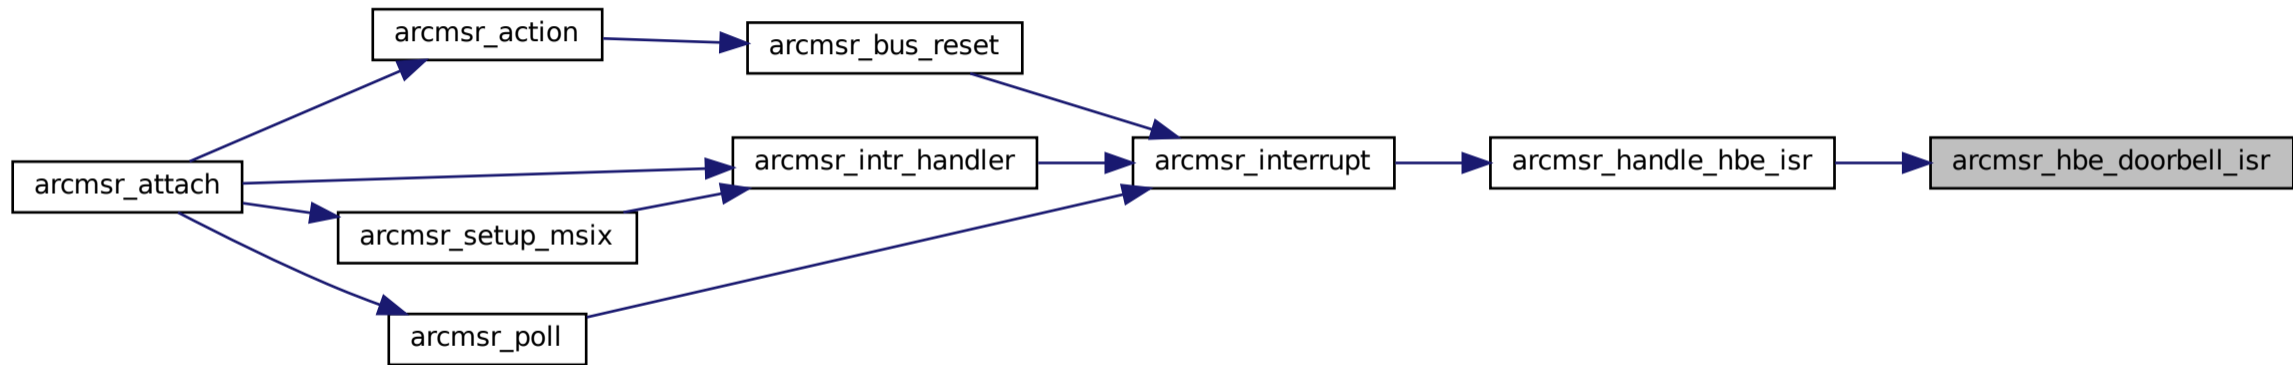 arcmsr_action
arcmsr_bus_reset
arcmsr_attach
arcmsr_intr_handler
arcmsr_interrupt
arcmsr_handle_hbe_isr
arcmsr_hbe_doorbell_isr
arcmsr_setup_msix
arcmsr_poll